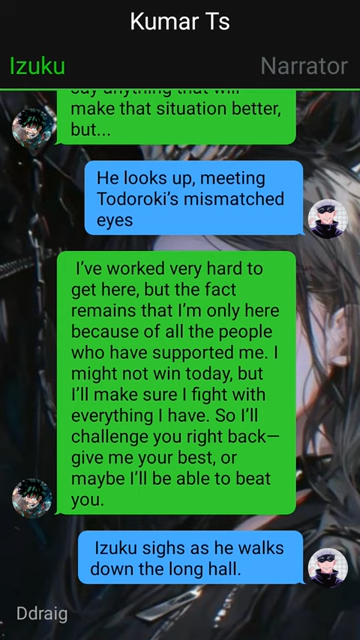 Kumar Ts
Izuku
Narrator
say anything that will
make that situation better,
but...
He looks up, meeting
Todoroki's mismatched
eyes
I've worked very hard to
get here, but the fact
remains that I'm only here
because of all the people
who have supported me. I
might not win today, but
I'll make sure I fight with
everything I have. So I'll
challenge you right back—
give me your best, or
maybe I'll be able to beat
you.
Izuku sighs as he walks
down the long hall.
Ddraig